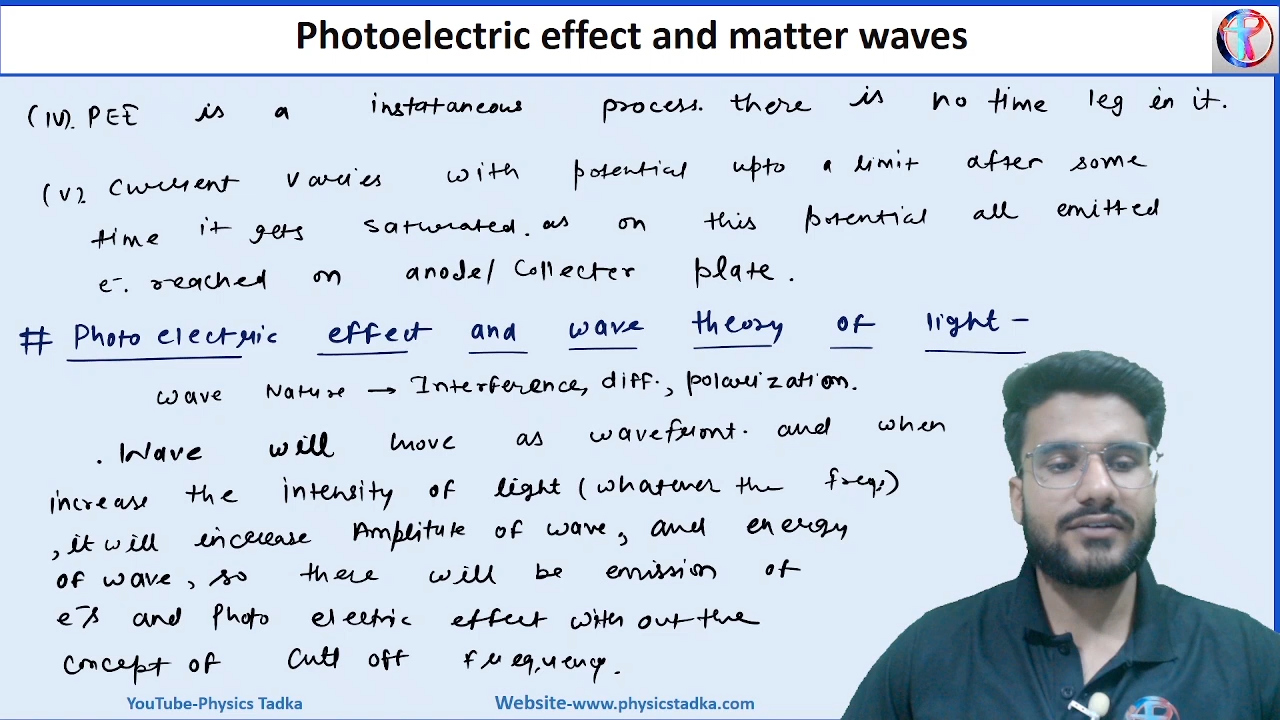 Photoelectric effect and matter waves
(IV). PEE is a instataneous process. there is no time leg in it.
(V). Current varies with potential upto a limit after some
time it gets saturated. as on this potential all emitted
e-. reached on anode/collecter plate.
# Photo electric effect and wave theory of light -
wave Nature → Interference, diff., polarization.
. Wave will move as wavefront. and when
increase the intensity of light (whatever the freq.)
, it will increase Amplitute of wave, and energy
of wave, so there will be emission of
e-s and photo electric effect with out the
concept of cutt off frequency.
YouTube-Physics Tadka
Website-www.physicstadka.com